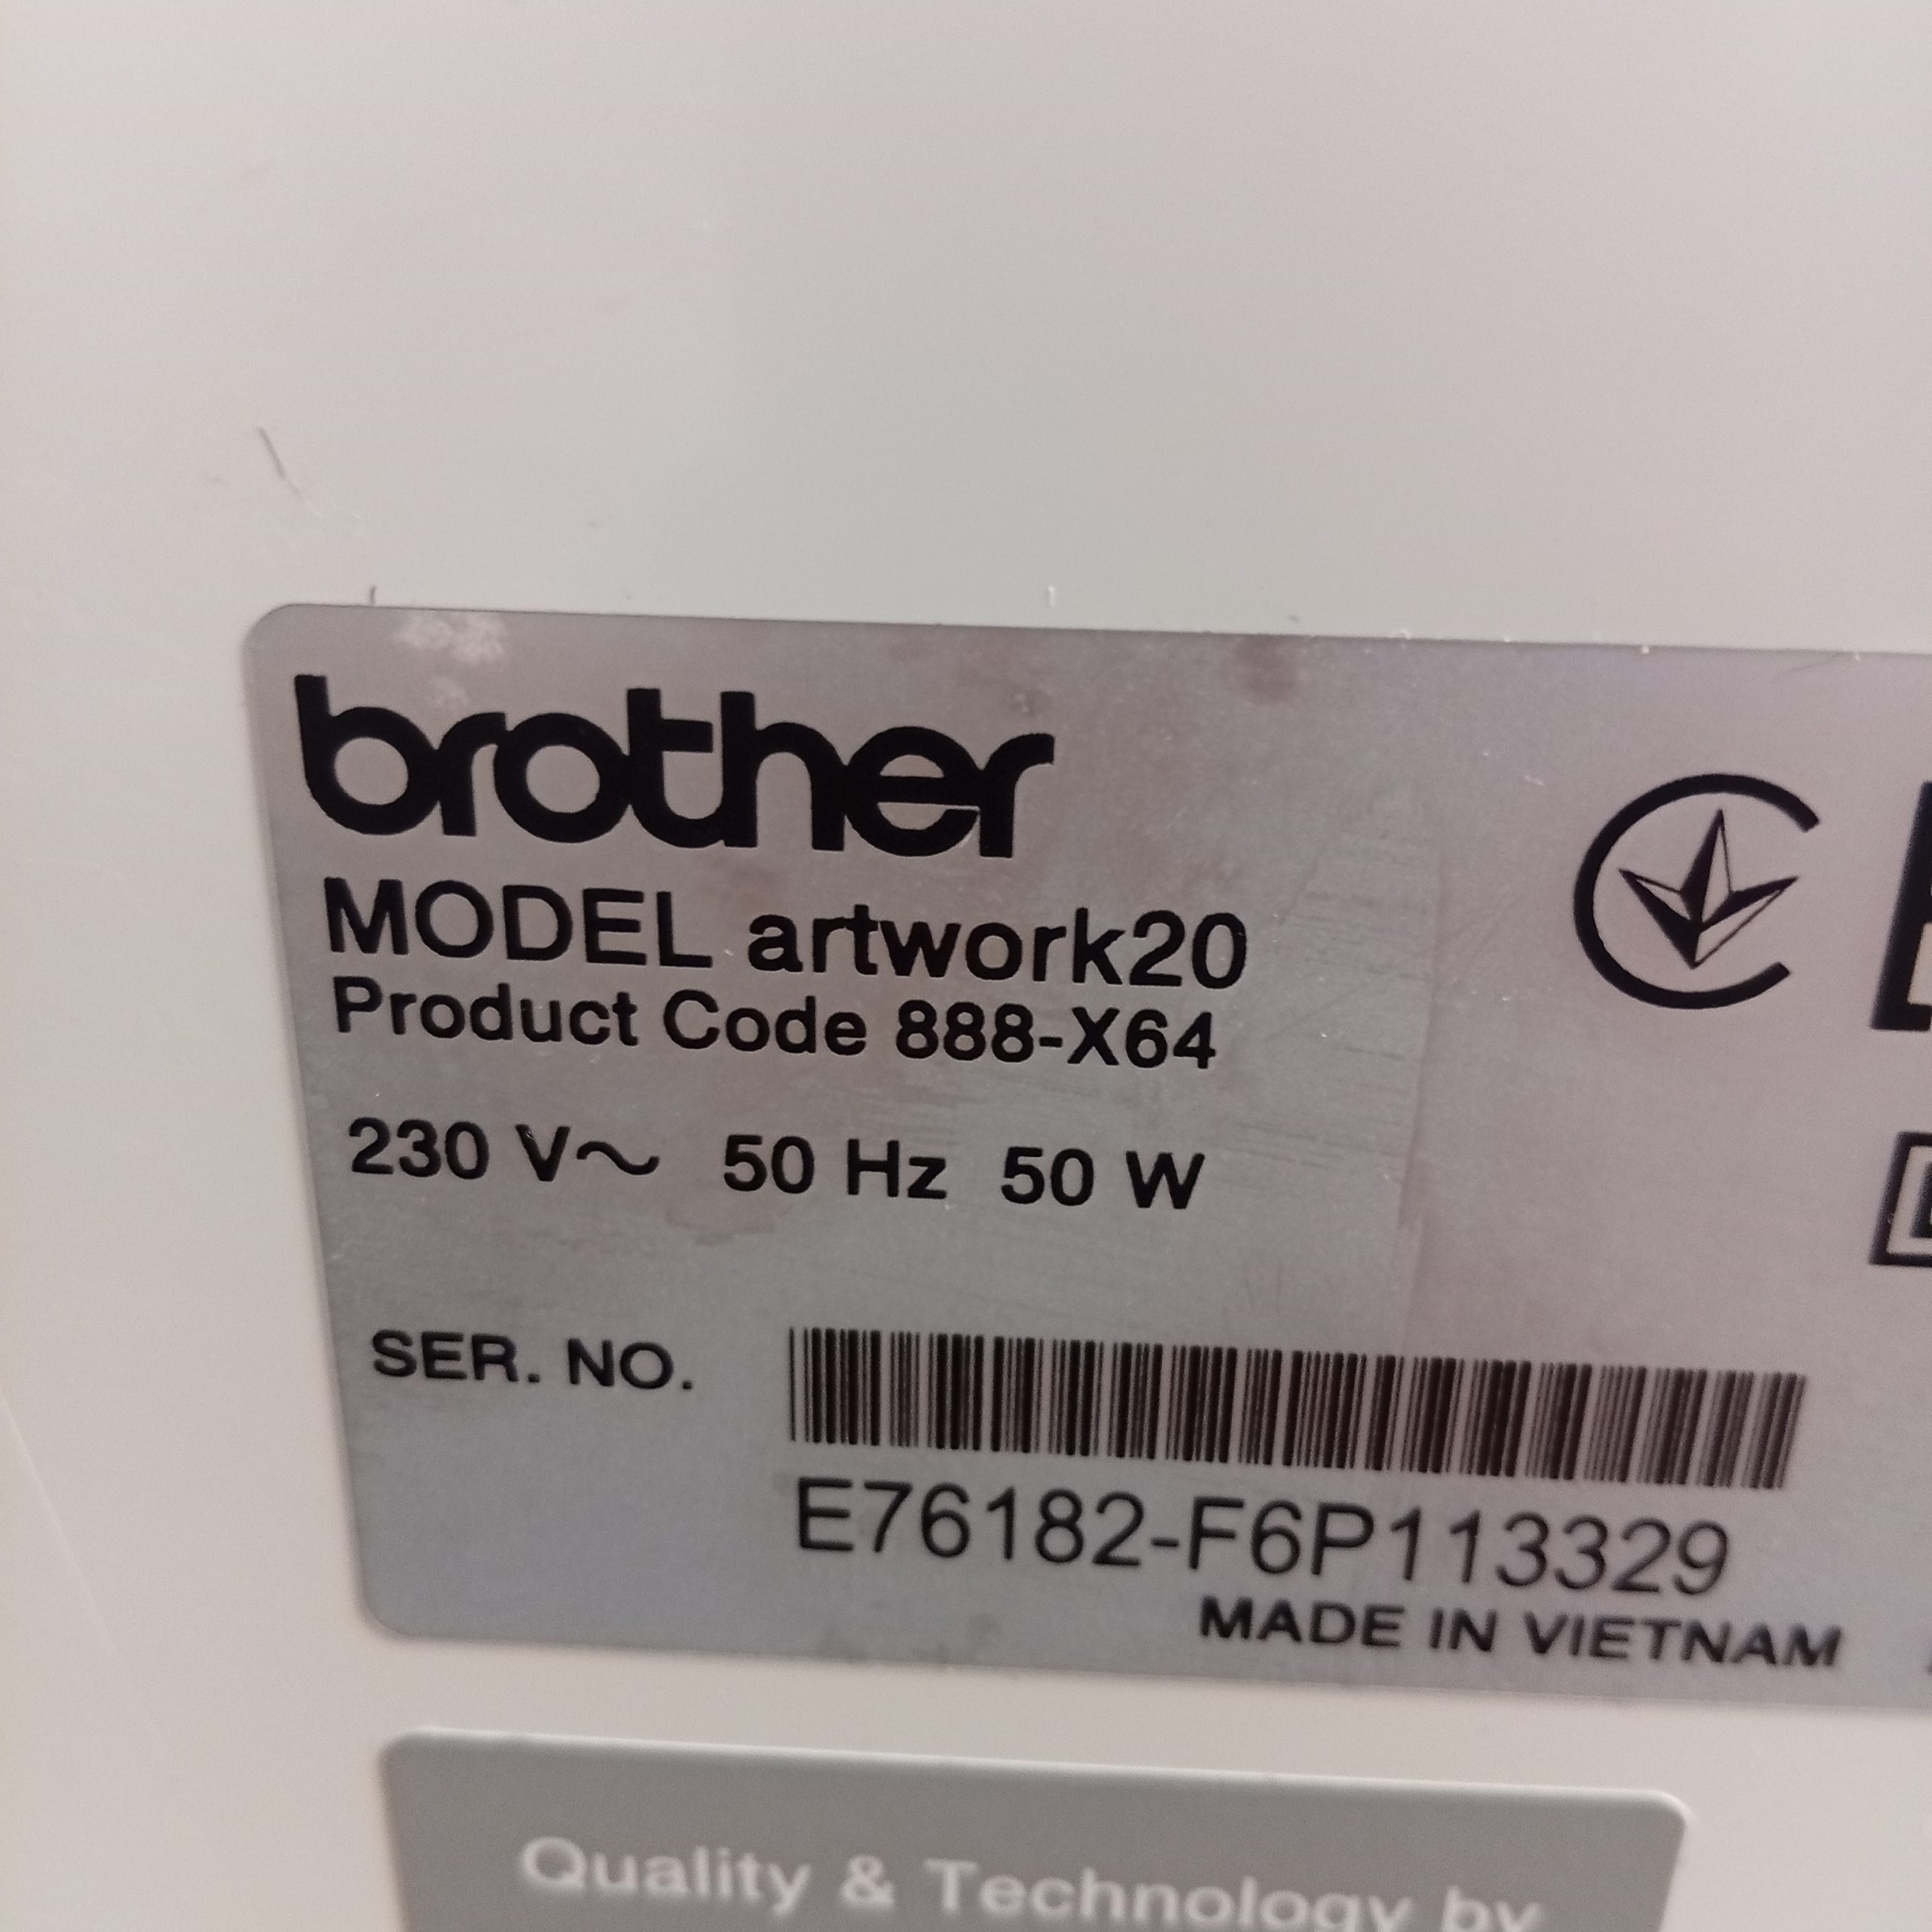 brother
MODEL artwork20
Product Code 888-X64
230 V～ 50 Hz 50 W
SER. NO.
E76182-F6P113329
MADE IN VIETNAM
Quality & Technology by